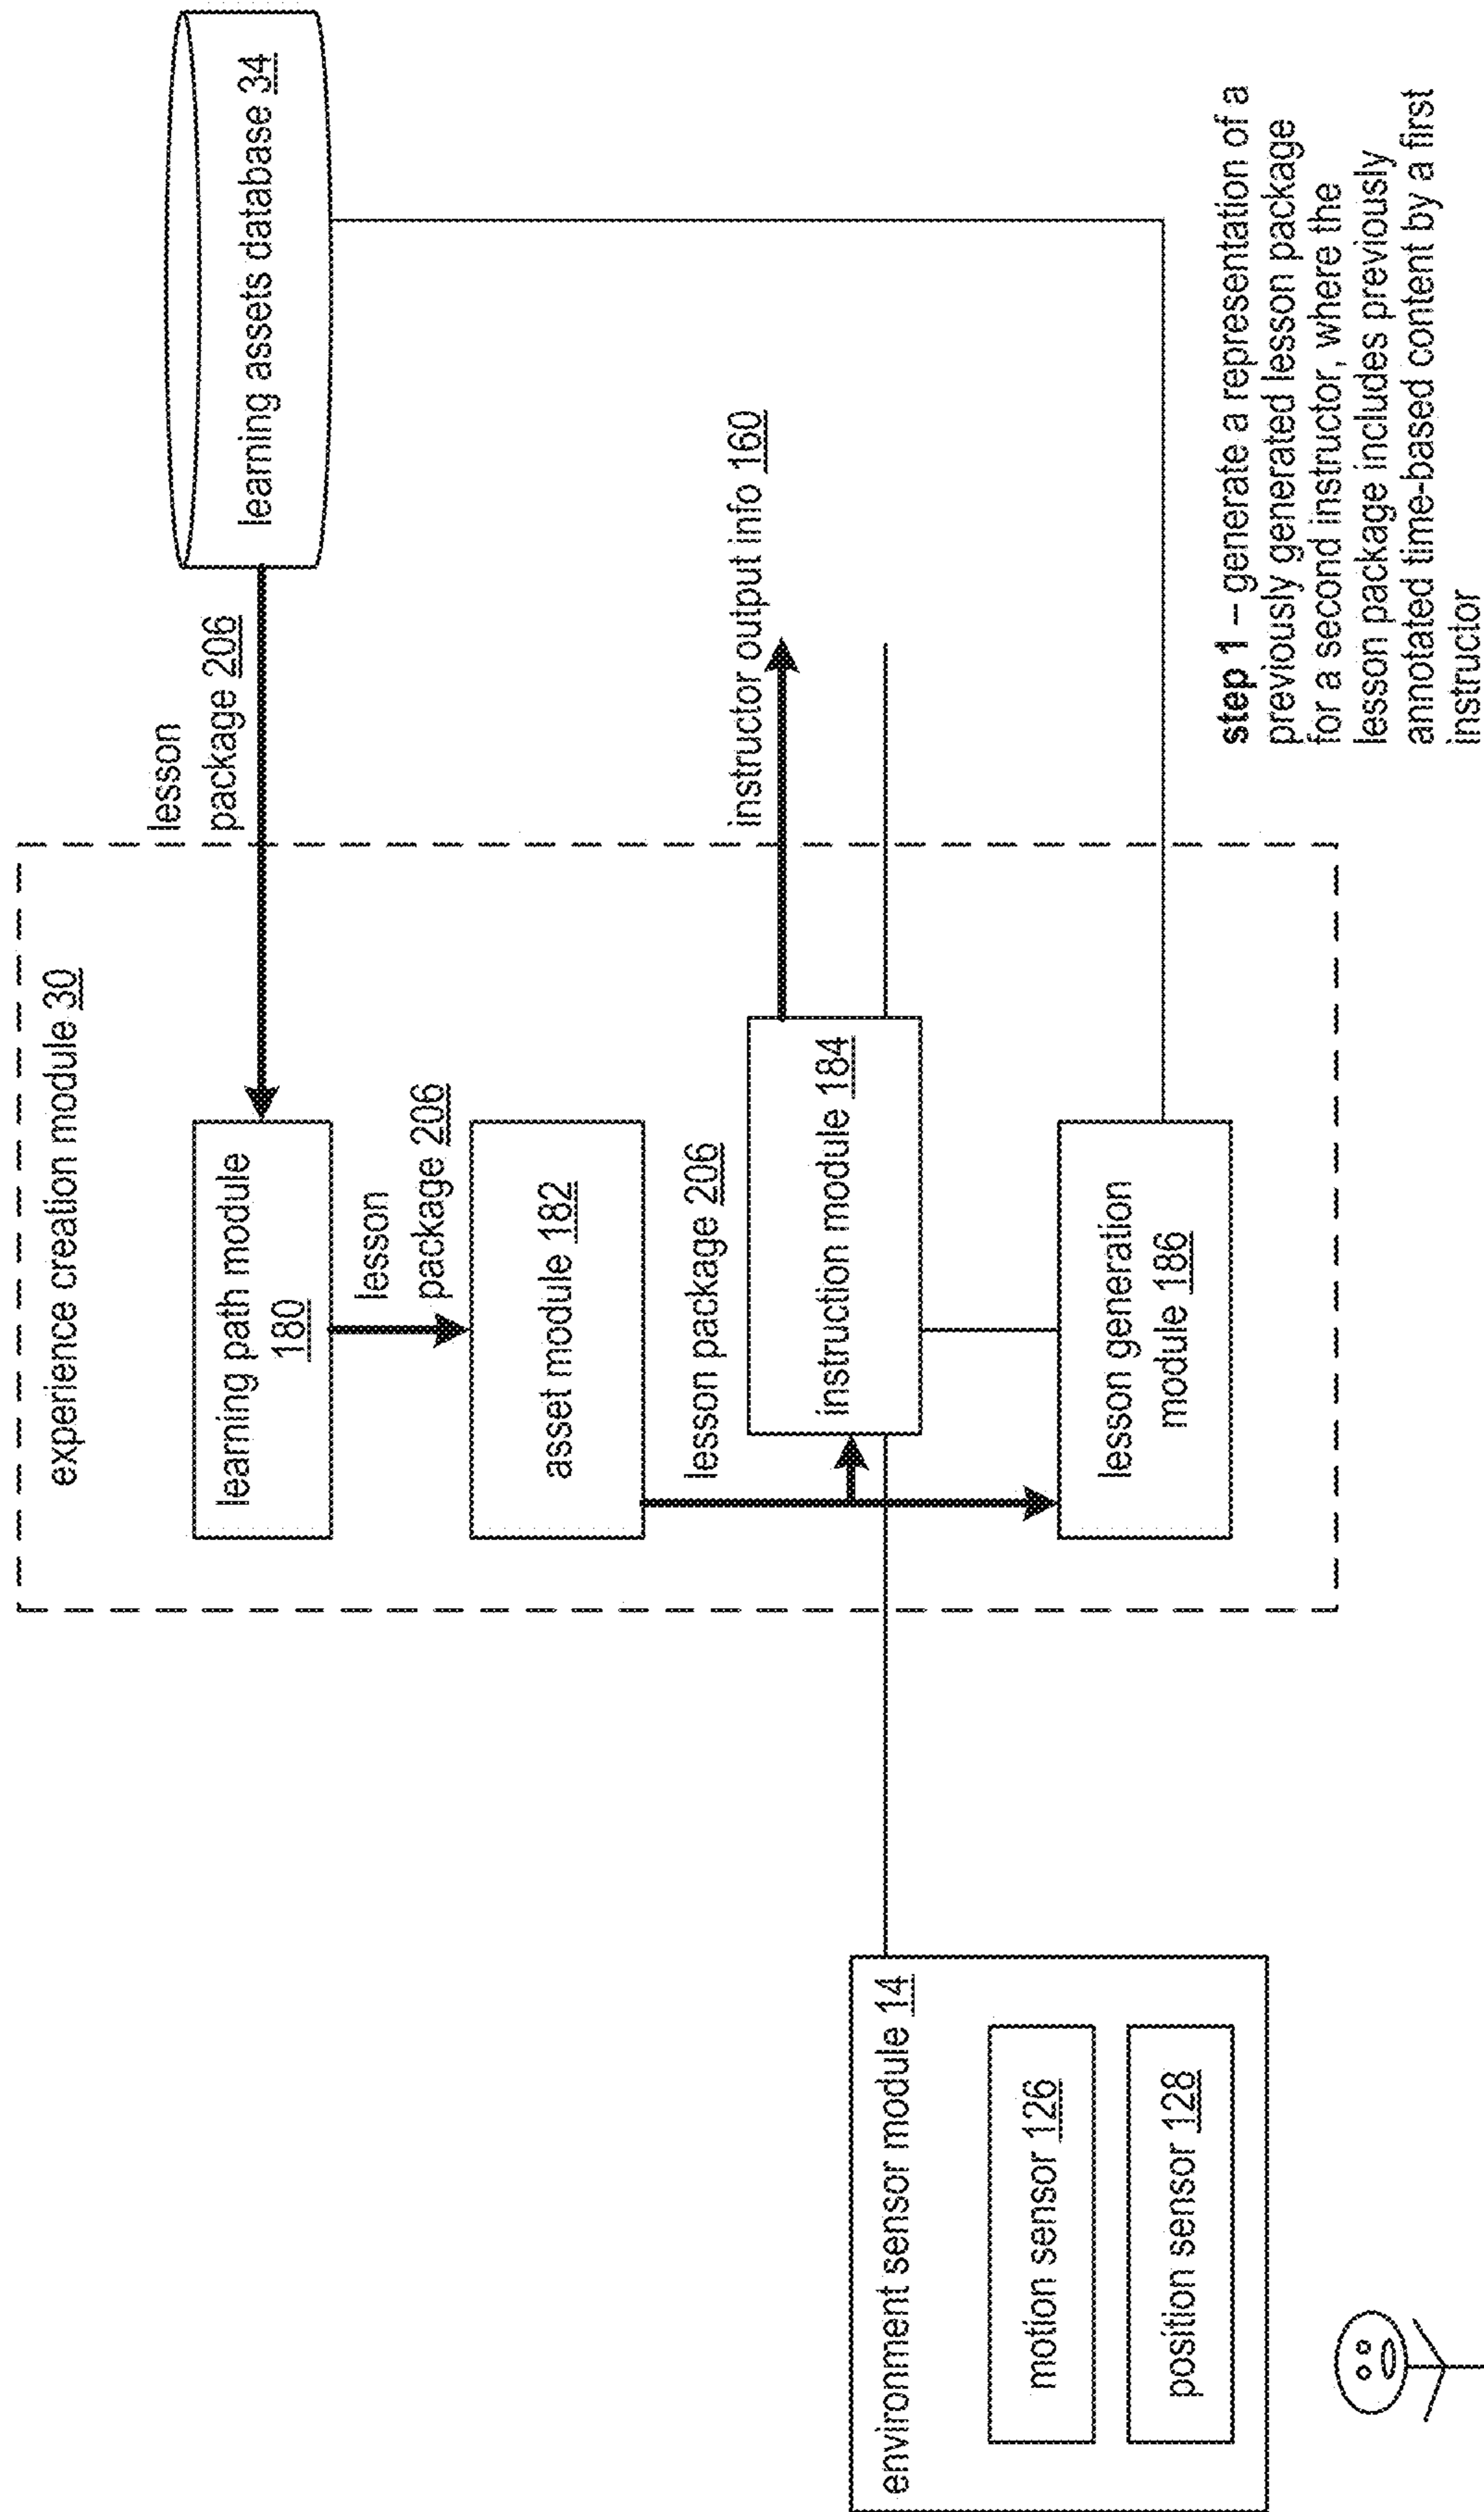 experience creation module 30
learning path module
180
lesson
package 206
learning assets database 34
lesson
package 206
asset module 182
lesson package 206
instructor output info 160
instruction module 184
lesson generation
module 186
environment sensor module 14
motion sensor 126
position sensor 128
step 1 – generate a representation of a
previously generated lesson package
for a second instructor, where the
lesson package includes previously
annotated time-based content by a first
instructor